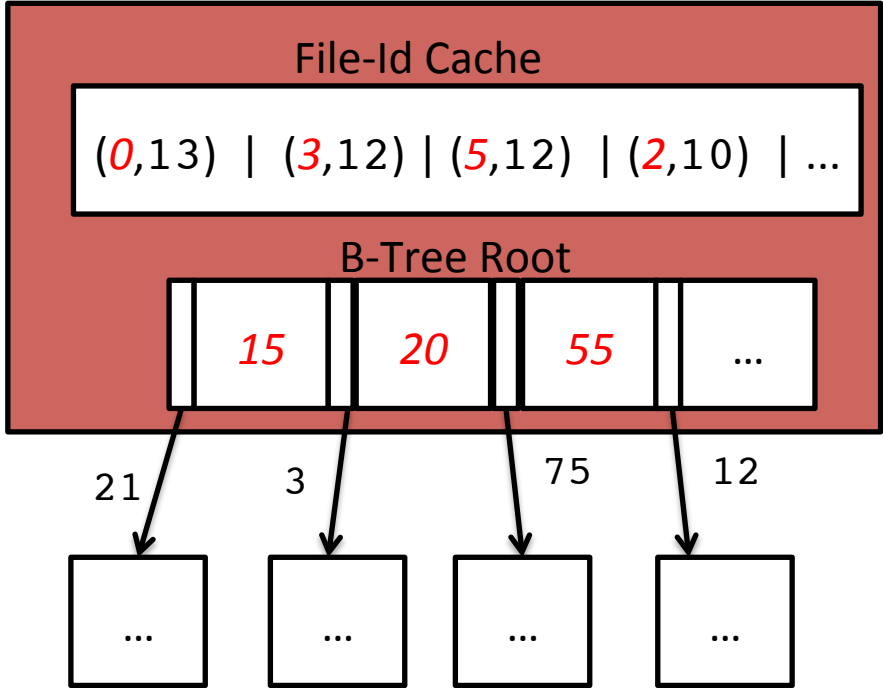 File-Id Cache
(0,13) | (3,12) | (5,12) | (2,10) | ...
B-Tree Root
15 20 55 ...
21 3 75 12
... ... ... ...